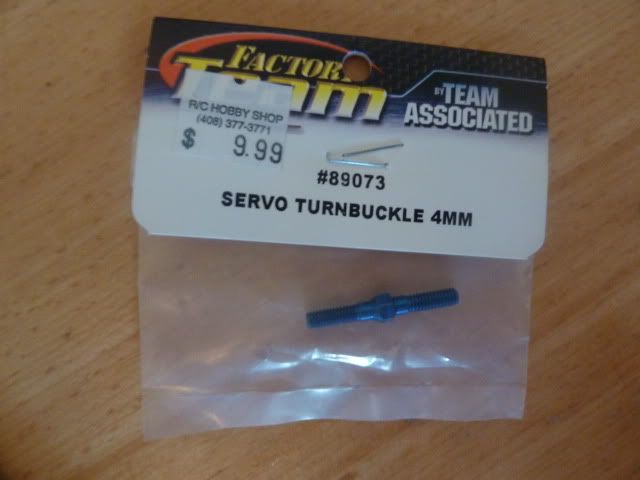 FACTORY
Team
BY TEAM
ASSOCIATED
R/C HOBBY SHOP
(408) 377-3771
$ 9.99
#89073
SERVO TURNBUCKLE 4MM